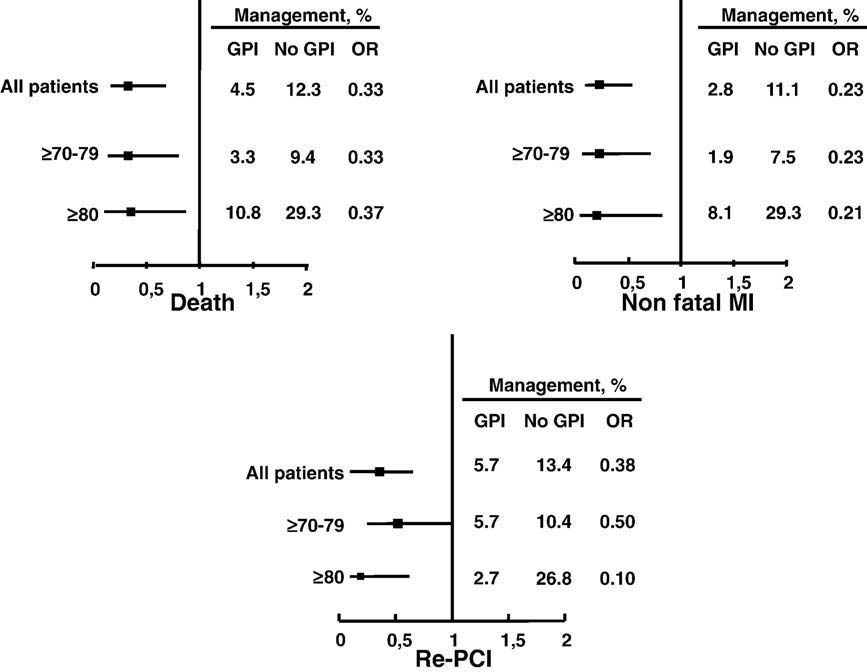 Management, %
GPI No GPI OR
All patients 4.5 12.3 0.33
≥70-79 3.3 9.4 0.33
≥80 10.8 29.3 0.37
0 0,5 1 1,5 2
Death
Management, %
GPI No GPI OR
All patients 2.8 11.1 0.23
≥70-79 1.9 7.5 0.23
≥80 8.1 29.3 0.21
0 0,5 1 1,5 2
Non fatal MI
Management, %
GPI No GPI OR
All patients 5.7 13.4 0.38
≥70-79 5.7 10.4 0.50
≥80 2.7 26.8 0.10
0 0,5 1 1,5 2
Re-PCI